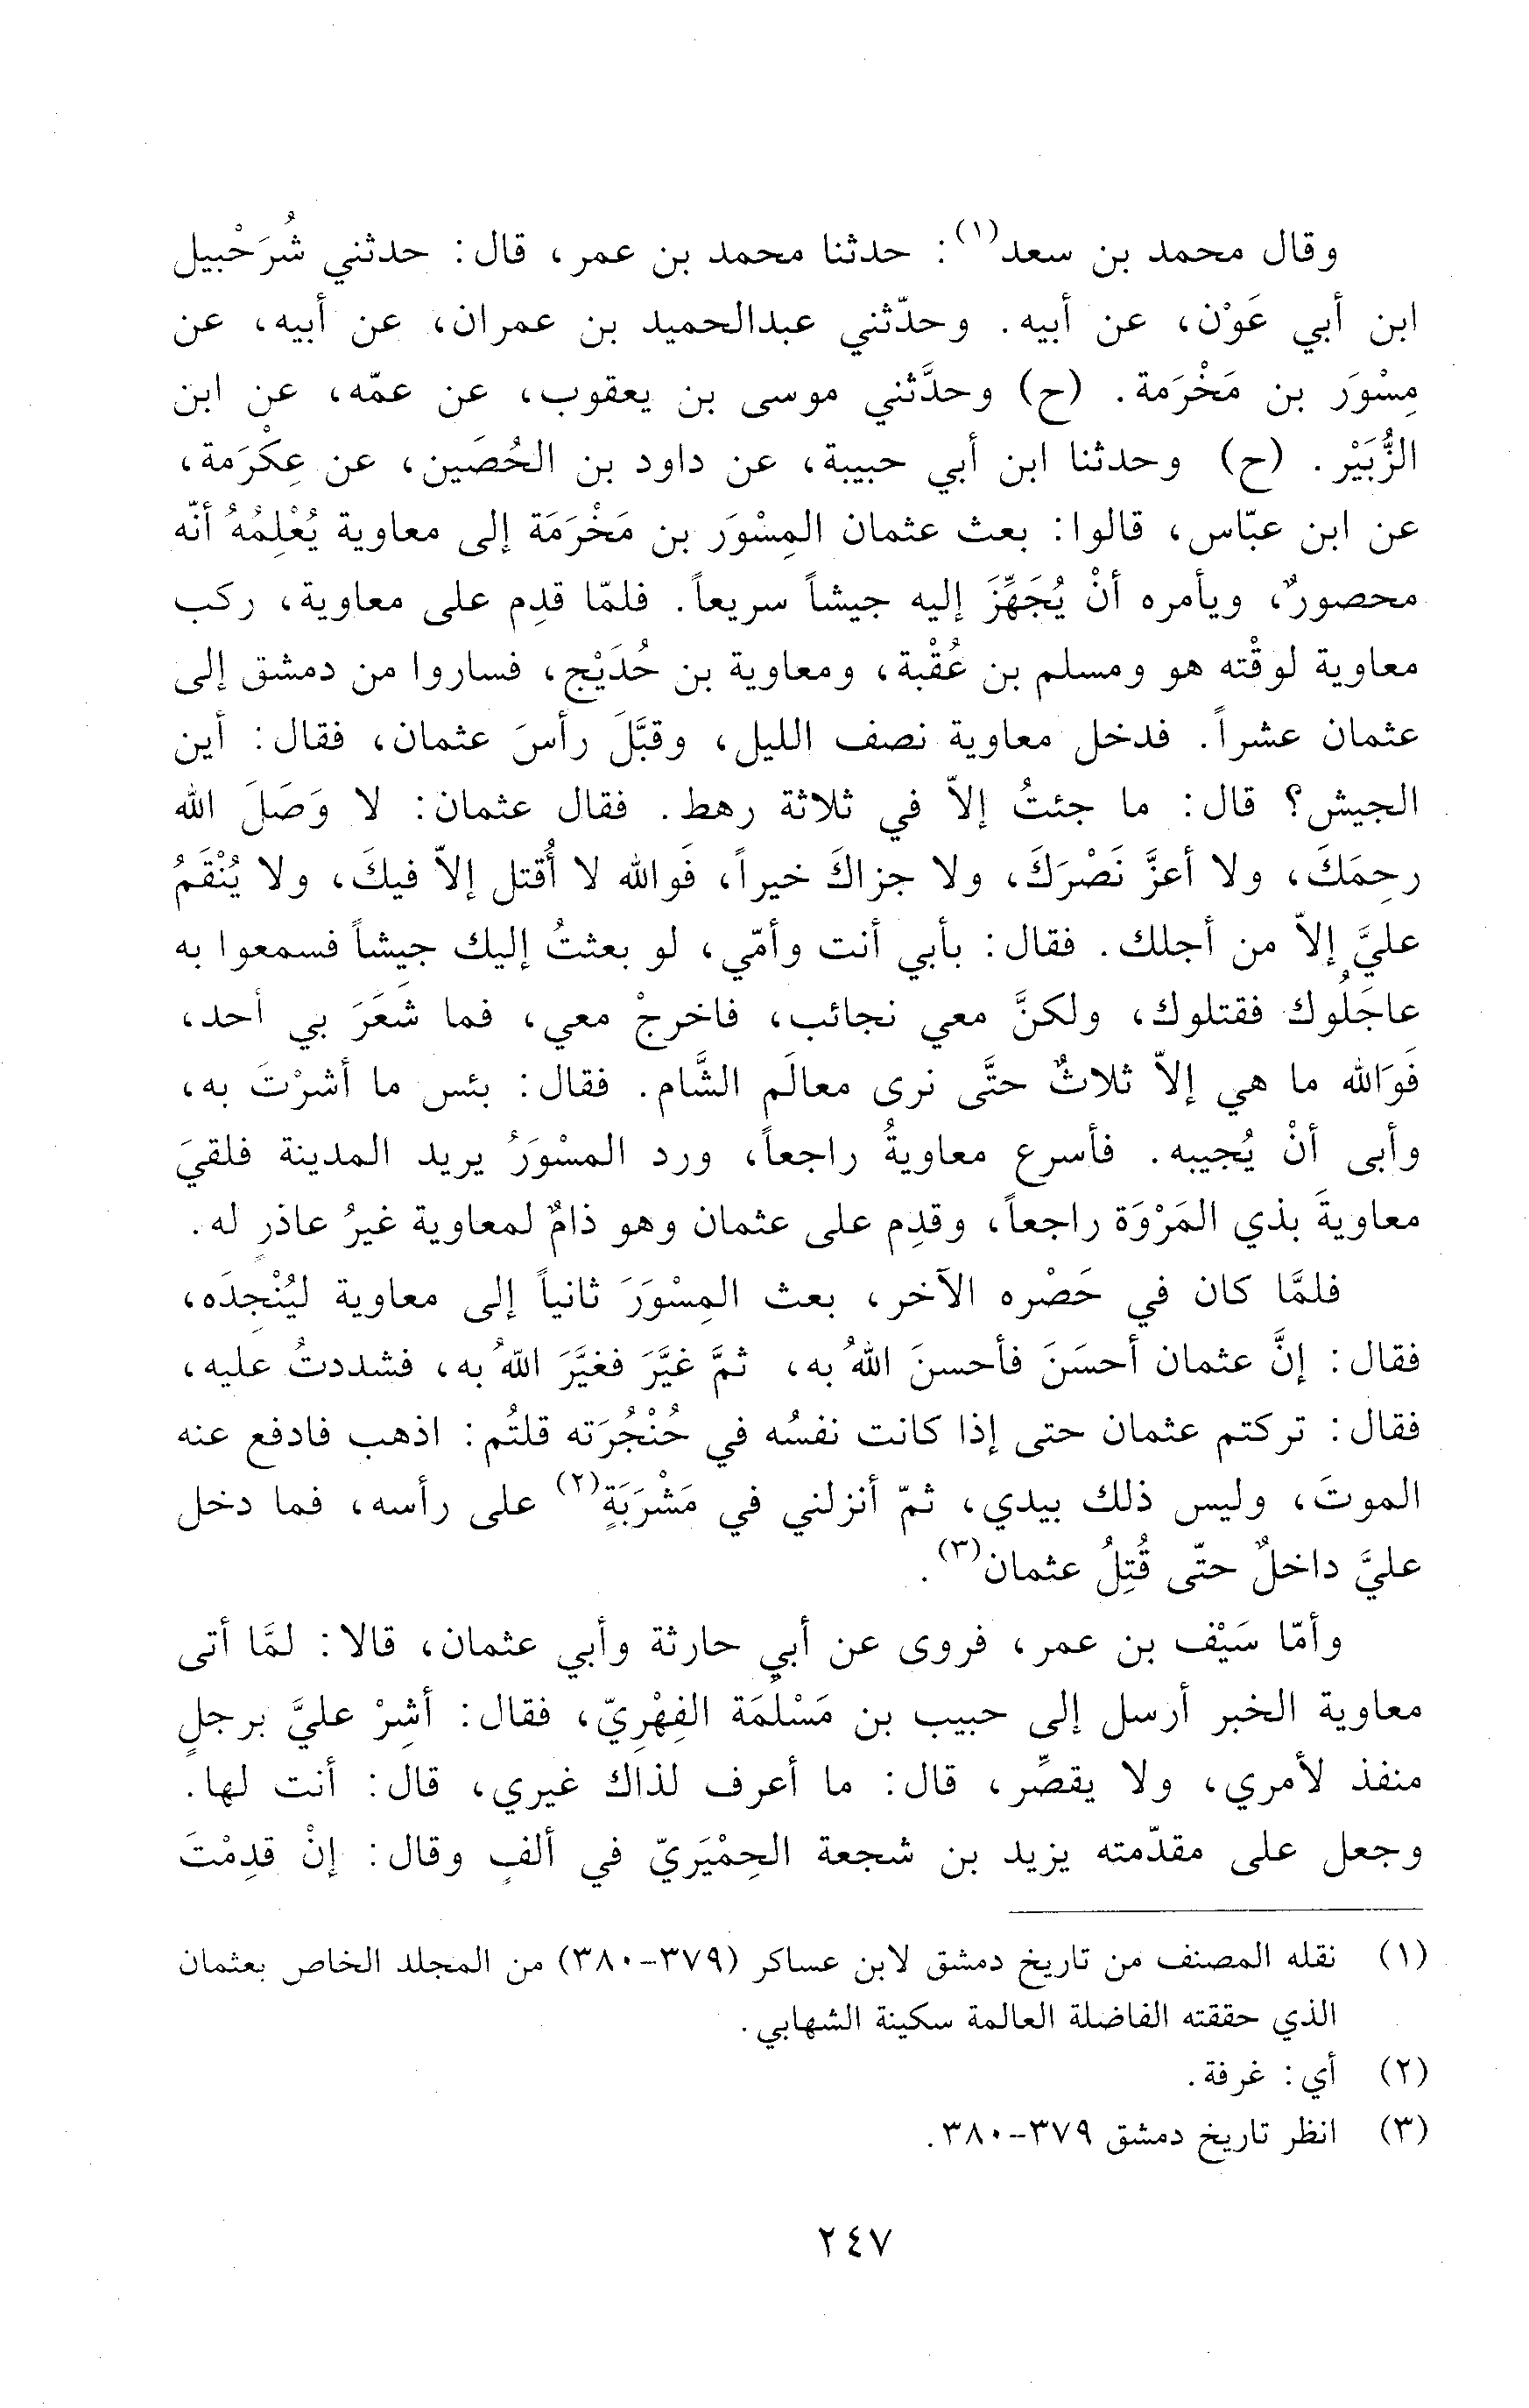 وقال محمد بن سعد(١): حدثنا محمد بن عمر، قال: حدثني شُرَحْبيل
ابن أبي عَوْن، عن أبيه. وحدّثني عبدالحميد بن عمران، عن أبيه، عن
مِسْوَر بن مَخْرَمة. (ح) وحدَّثني موسى بن يعقوب، عن عمّه، عن ابن
الزُّبَيْر. (ح) وحدثنا ابن أبي حبيبة، عن داود بن الحُصَين، عن عِكْرَمة،
عن ابن عبّاس، قالوا: بعث عثمان المِسْوَر بن مَخْرَمَة إلى معاوية يُعْلِمُهُ أنّه
محصورٌ، ويأمره أنْ يُجَهِّزَ إليه جيشاً سريعاً. فلمّا قدِم على معاوية، ركب
معاوية لوقْته هو ومسلم بن عُقْبة، ومعاوية بن حُدَيْج، فساروا من دمشق إلى
عثمان عشراً. فدخل معاوية نصف الليل، وقبَّلَ رأسَ عثمان، فقال: أين
الجيش؟ قال: ما جئتُ إلاّ في ثلاثة رهط. فقال عثمان: لا وَصَلَ الله
رحِمَكَ، ولا أعزَّ نَصْرَكَ، ولا جزاكَ خيراً، فَوالله لا أُقتل إلاّ فيكَ، ولا يُنْقَمُ
عليَّ إلاّ من أجلك. فقال: بأبي أنت وأمّي، لو بعثتُ إليك جيشاً فسمعوا به
عاجَلُوك فقتلوك، ولكنَّ معي نجائب، فاخرجْ معي، فما شَعَرَ بي أحد،
فَوَالله ما هي إلاّ ثلاثٌ حتَّى نرى معالَم الشَّام. فقال: بئس ما أشرْتَ به،
وأبى أنْ يُجيبه. فأسرع معاويةُ راجعاً، ورد المسْوَرُ يريد المدينة فلقيَ
معاويةَ بذي المَرْوَة راجعاً، وقدِم على عثمان وهو ذامٌ لمعاوية غيرُ عاذرٍ له.
فلمَّا كان في حَصْره الآخر، بعث المِسْوَرَ ثانياً إلى معاوية ليُنْجِدَه،
فقال: إنَّ عثمان أحسَنَ فأحسنَ اللهُ به، ثمَّ غيَّرَ فغيَّرَ اللهُ به، فشددتُ عليه،
فقال: تركتم عثمان حتى إذا كانت نفسُه في حُنْجُرَته قلتُم: اذهب فادفع عنه
الموتَ، وليس ذلك بيدي، ثمّ أنزلني في مَشْرَبَةٍ(٢) على رأسه، فما دخل
عليَّ داخلٌ حتّى قُتِلُ عثمان(٣).
وأمّا سَيْف بن عمر، فروى عن أبي حارثة وأبي عثمان، قالا: لمَّا أتى
معاوية الخبر أرسل إلى حبيب بن مَسْلَمَة الفِهْرِيّ، فقال: أشِرْ عليَّ برجلٍ
منفذ لأمري، ولا يقصِّر، قال: ما أعرف لذاك غيري، قال: أنت لها.
وجعل على مقدّمته يزيد بن شجعة الحِمْيَريّ في ألفٍ وقال: إنْ قدِمْتَ
(١) نقله المصنف من تاريخ دمشق لابن عساكر (٣٧٩-٣٨٠) من المجلد الخاص بعثمان
الذي حققته الفاضلة العالمة سكينة الشهابي.
(٢) أي: غرفة.
(٣) انظر تاريخ دمشق ٣٧٩-٣٨٠.
٢٤٧